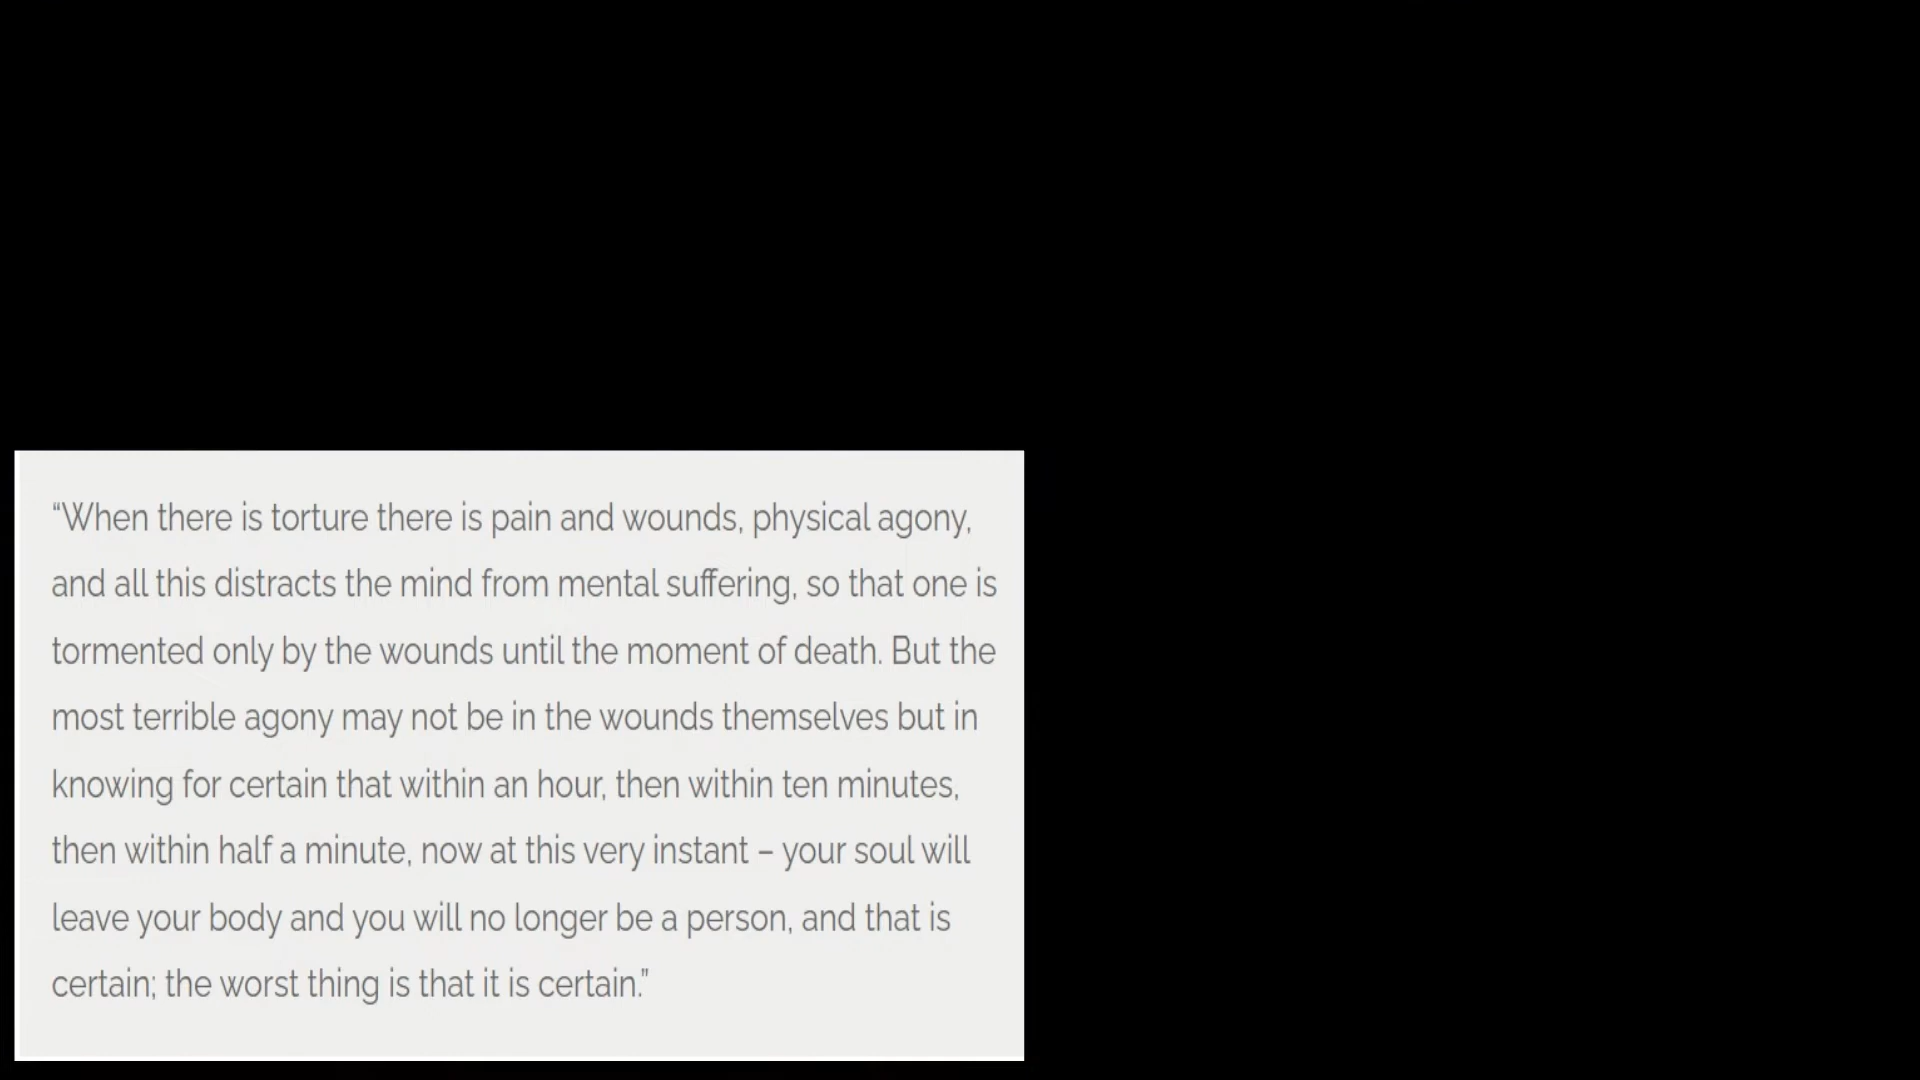 “When there is torture there is pain and wounds, physical agony,
and all this distracts the mind from mental suffering, so that one is
tormented only by the wounds until the moment of death. But the
most terrible agony may not be in the wounds themselves but in
knowing for certain that within an hour, then within ten minutes,
then within half a minute, now at this very instant – your soul will
leave your body and you will no longer be a person, and that is
certain; the worst thing is that it is certain.”